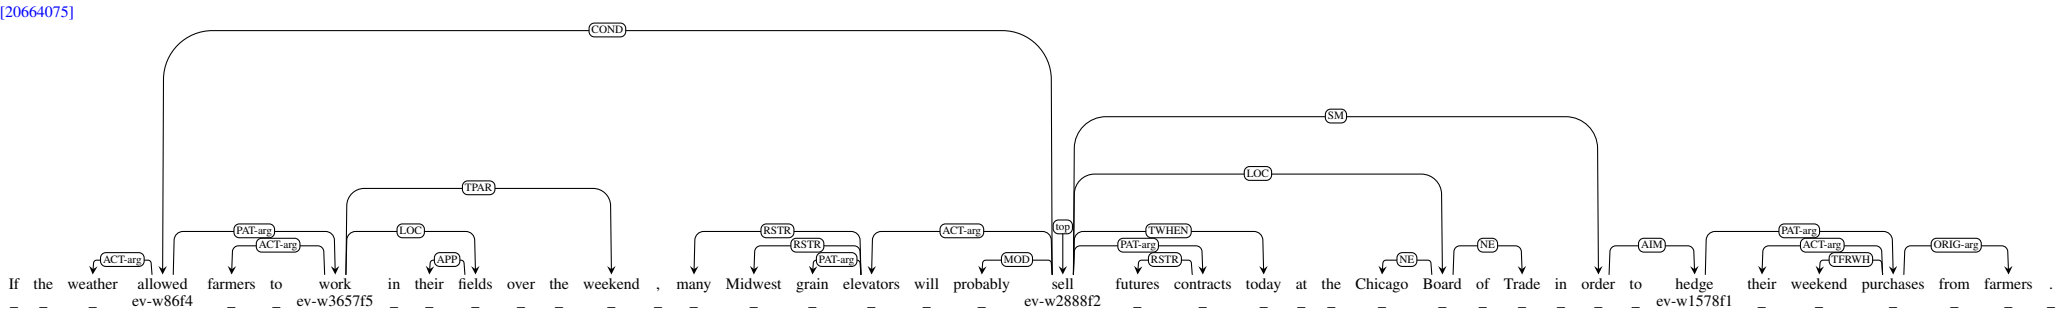 [20664075]
COND
SM
LOC
TPAR
top
PAT-arg LOC RSTR ACT-arg TWHEN PAT-arg
ACT-arg RSTR PAT-arg NE AIM ACT-arg ORIG-arg
ACT-arg APP PAT-arg MOD RSTR NE TFRWH
If the weather allowed farmers to work in their fields over the weekend , many Midwest grain elevators will probably sell futures contracts today at the Chicago Board of Trade in order to hedge their weekend purchases from farmers .
_ _ _ ev-w86f4 _ _ ev-w3657f5 _ _ _ _ _ _ _ _ _ _ _ _ _ ev-w2888f2 _ _ _ _ _ _ _ _ _ _ _ _ ev-w1578f1 _ _ _ _ _ _